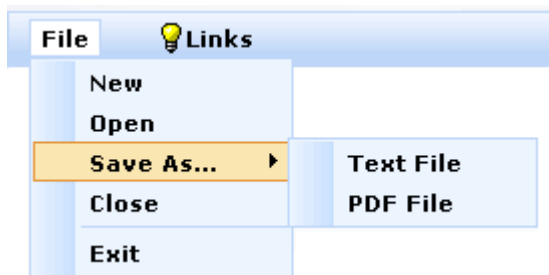 File Links
New
Open
Save As... Text File
Close PDF File
Exit